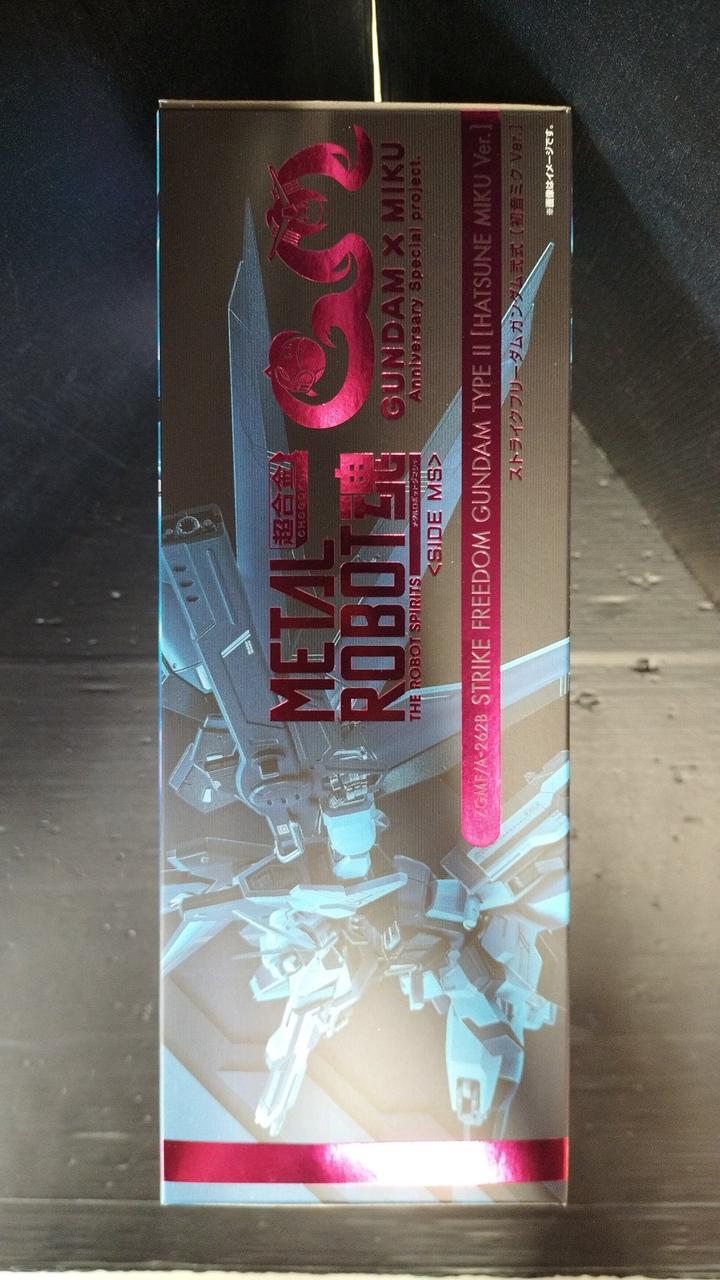 超合金
CHOGOKIN
METAL
ROBOT魂
THE ROBOT SPIRITS
<SIDE MS>
GUNDAM X MIKU
Anniversary Special project.
ZGMF/A-262B STRIKE FREEDOM GUNDAM TYPE II [HATSUNE MIKU Ver.]
ストライクフリーダムガンダム弐式 [初音ミク Ver.]
※画像はイメージです。